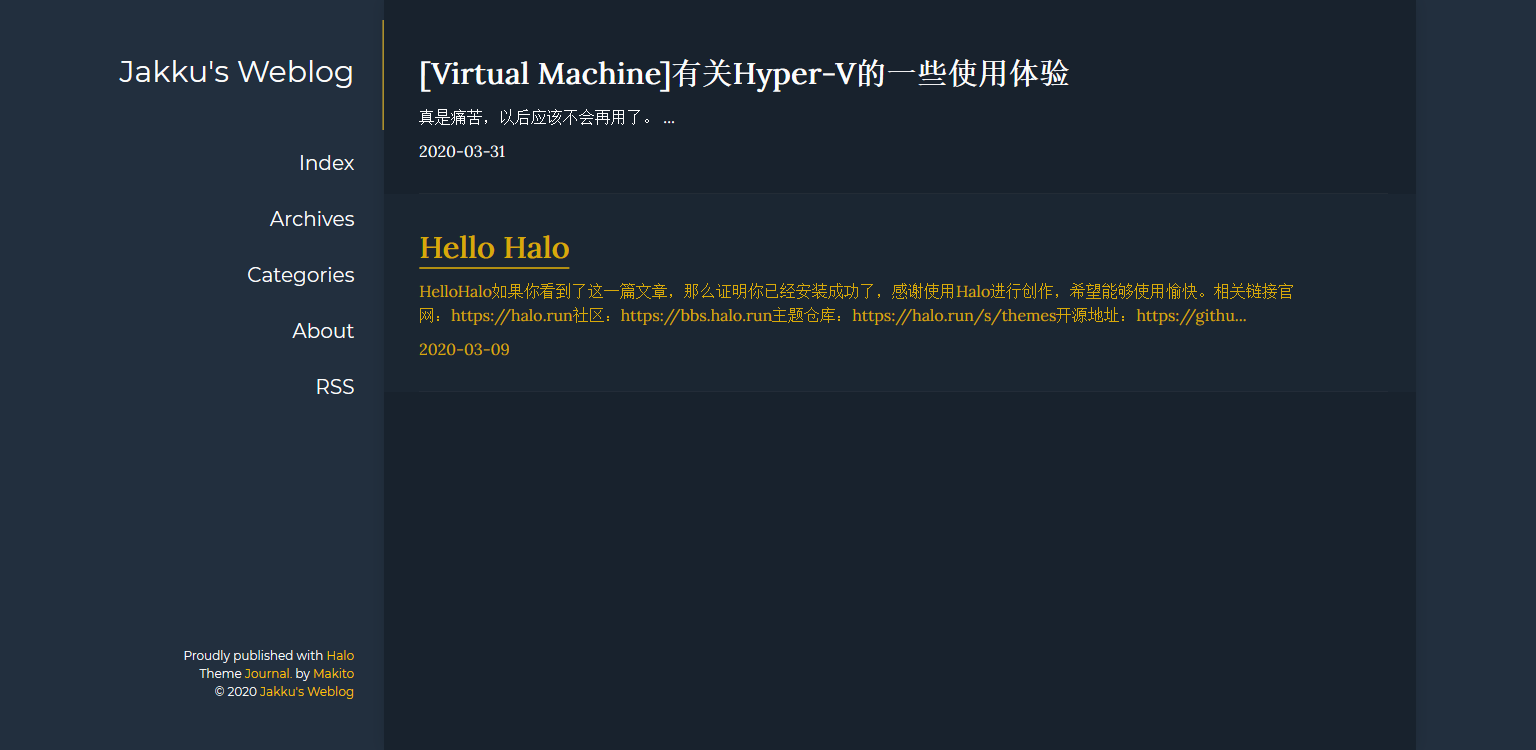 Jakku's Weblog
Index
Archives
Categories
About
RSS
Proudly published with Halo
Theme Journal. by Makito
© 2020 Jakku's Weblog
[Virtual Machine]有关Hyper-V的一些使用体验
真是痛苦，以后应该不会再用了。 ...
2020-03-31
Hello Halo
HelloHalo如果你看到了这一篇文章，那么证明你已经安装成功了，感谢使用Halo进行创作，希望能够使用愉快。相关链接官
网：https://halo.run社区：https://bbs.halo.run主题仓库：https://halo.run/s/themes开源地址：https://githu...
2020-03-09